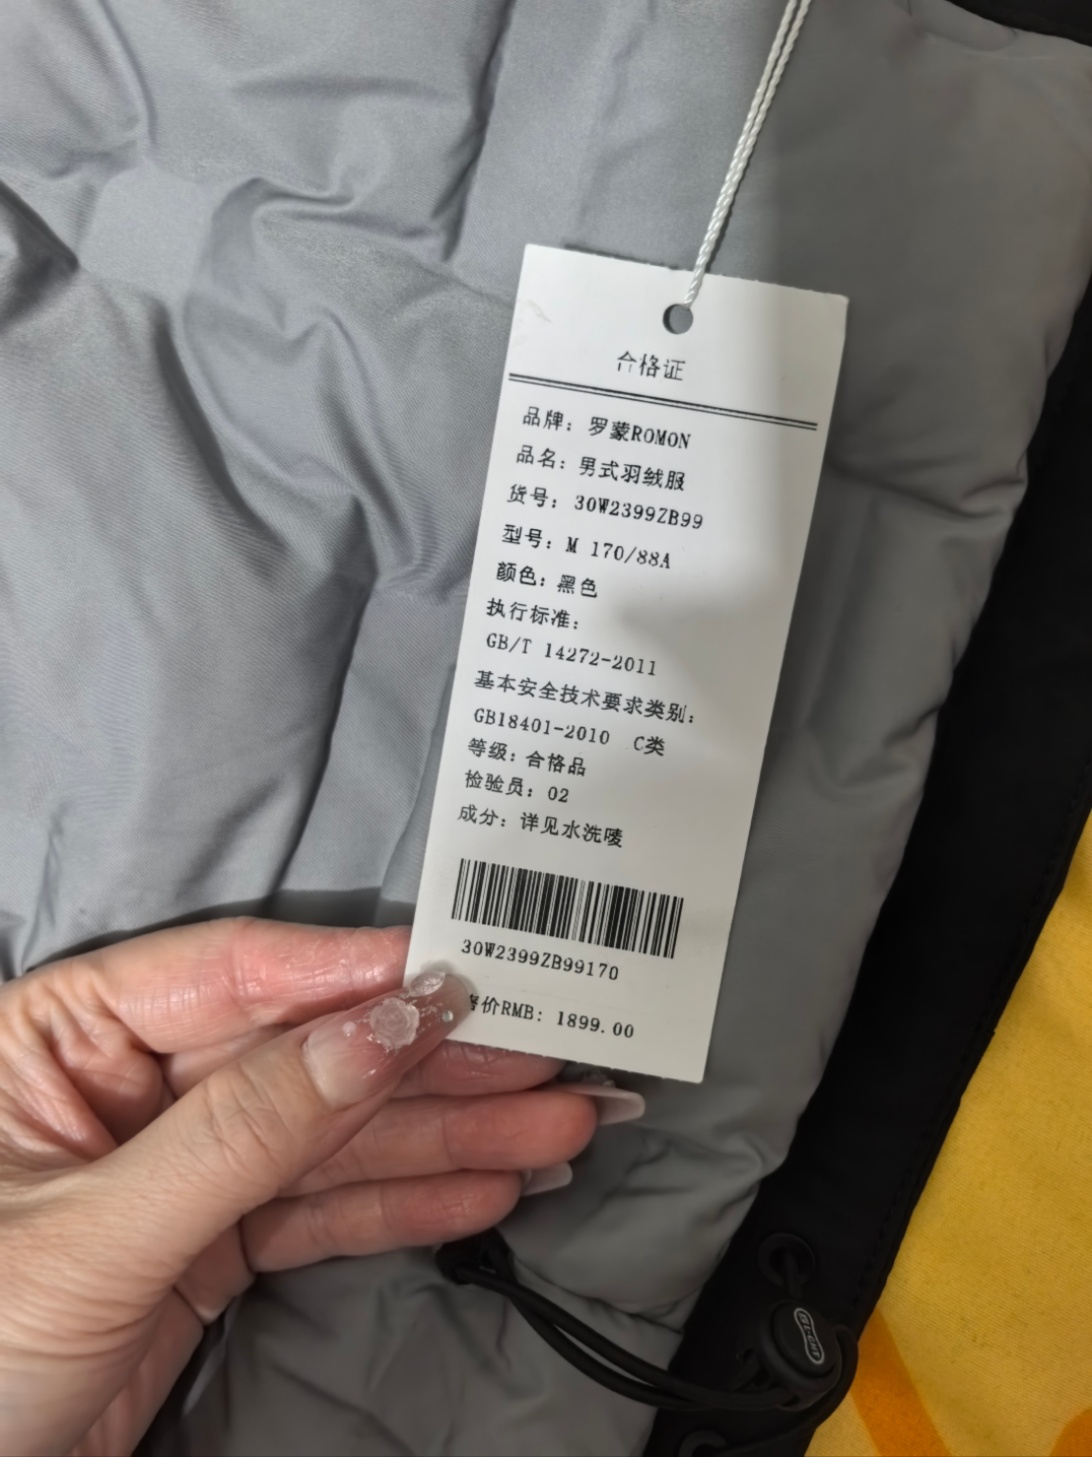 合格证
品牌：罗蒙ROMON
品名：男式羽绒服
货号：30W2399ZB99
型号：M 170/88A
颜色：黑色
执行标准：
GB/T 14272-2011
基本安全技术要求类别：
GB18401-2010 C类
等级：合格品
检验员：02
成分：详见水洗唛
30W2399ZB99170
价RMB: 1899.00